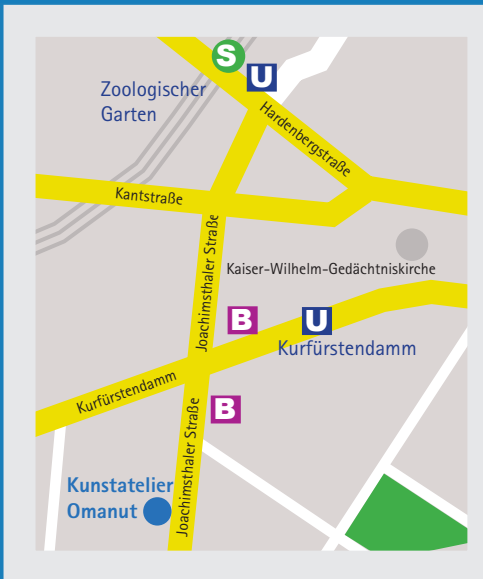 S
U
Zoologischer
Garten
Hardenbergstraße
Kantstraße
Joachimsthaler Straße
Kaiser-Wilhelm-Gedächtniskirche
B
U
Kurfürstendamm
Kurfürstendamm
B
Joachimsthaler Straße
Kunstatelier
Omanut